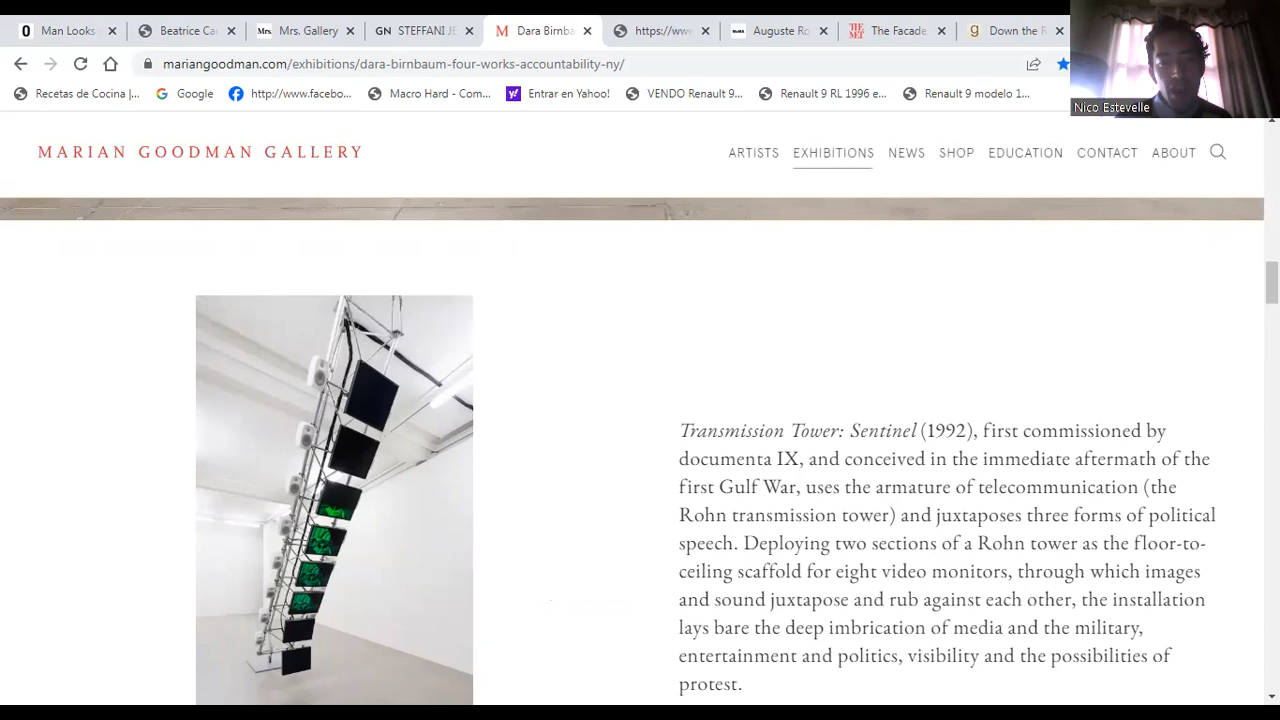 Man Looks
Beatrice Ca
Mrs. Mrs. Gallery
GN STEFFANI JE
M Dara Birnba
https://www
Auguste Ro
THE MET The Facade
g Down the R
mariangoodman.com/exhibitions/dara-birnbaum-four-works-accountability-ny/
Nico Estevelle
Recetas de Cocina |...
Google
http://www.facebo...
Macro Hard - Com...
Entrar en Yahoo!
VENDO Renault 9...
Renault 9 RL 1996 e...
Renault 9 modelo 1...
MARIAN GOODMAN GALLERY
ARTISTS EXHIBITIONS NEWS SHOP EDUCATION CONTACT ABOUT
Transmission Tower: Sentinel (1992), first commissioned by
documenta IX, and conceived in the immediate aftermath of the
first Gulf War, uses the armature of telecommunication (the
Rohn transmission tower) and juxtaposes three forms of political
speech. Deploying two sections of a Rohn tower as the floor-to-
ceiling scaffold for eight video monitors, through which images
and sound juxtapose and rub against each other, the installation
lays bare the deep imbrication of media and the military,
entertainment and politics, visibility and the possibilities of
protest.